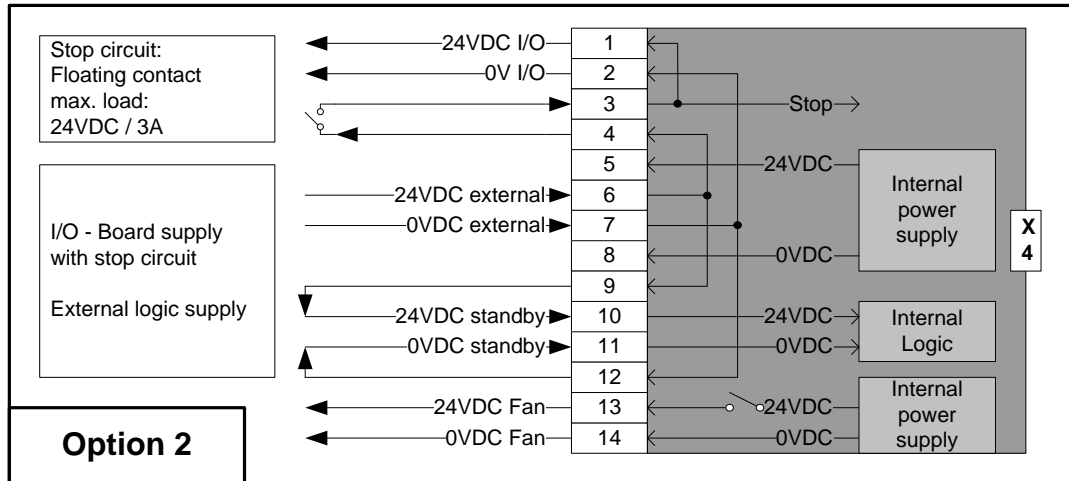 Stop circuit:
Floating contact
max. load:
24VDC / 3A
I/O - Board supply
with stop circuit
External logic supply
Option 2
24VDC I/O
0V I/O
24VDC external
0VDC external
24VDC standby
0VDC standby
24VDC Fan
0VDC Fan
1
2
3
4
5
6
7
8
9
10
11
12
13
14
Stop
24VDC
0VDC
24VDC
0VDC
24VDC
0VDC
Internal
power
supply
Internal
Logic
Internal
power
supply
X
4